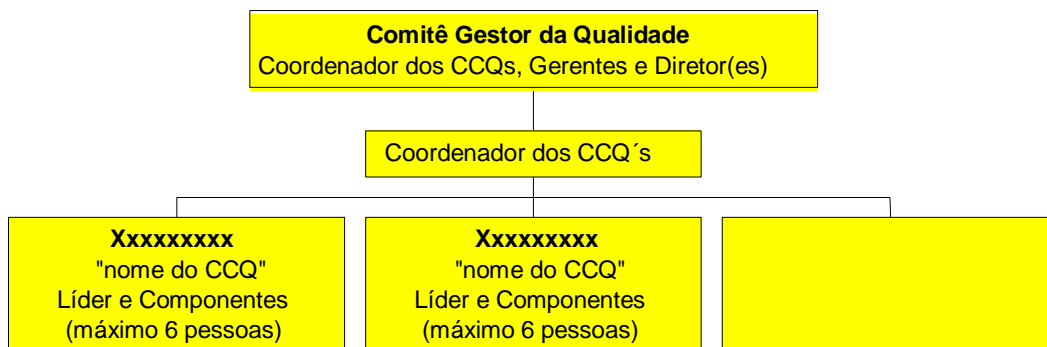 Comitê Gestor da Qualidade
Coordenador dos CCQs, Gerentes e Diretor(es)
Coordenador dos CCQ´s
Xxxxxxxxx
"nome do CCQ"
Líder e Componentes
(máximo 6 pessoas)
Xxxxxxxxx
"nome do CCQ"
Líder e Componentes
(máximo 6 pessoas)